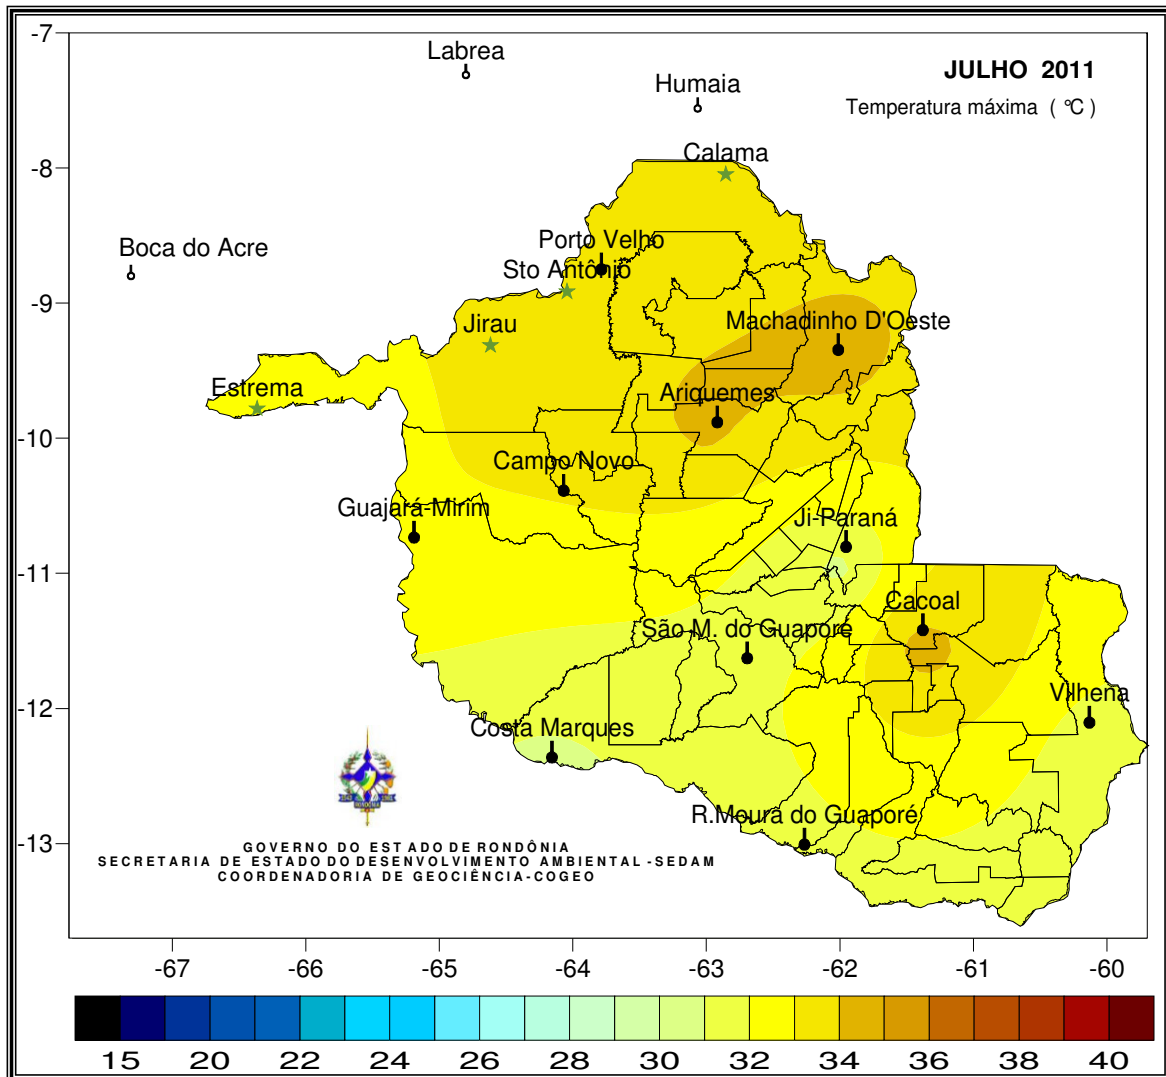 -7
Labrea
JULHO 2011
Humaia
Temperatura máxima ( °C )
Calama
-8
Boca do Acre
Porto Velho
Sto Antônio
-9
Machadinho D'Oeste
Jirau
Estrema
Ariquemes
-10
Campo Novo
Guajará-Mirim
Ji-Paraná
-11
Cacoal
São M. do Guaporé
Vilhena
-12
Costa Marques
R.Moura do Guaporé
-13
GOVERNO DO ESTADO DE RONDÔNIA
SECRETARIA DE ESTADO DO DESENVOLVIMENTO AMBIENTAL -SEDAM
COORDENADORIA DE GEOCIÊNCIA-COGEO
-67 -66 -65 -64 -63 -62 -61 -60
15 20 22 24 26 28 30 32 34 36 38 40